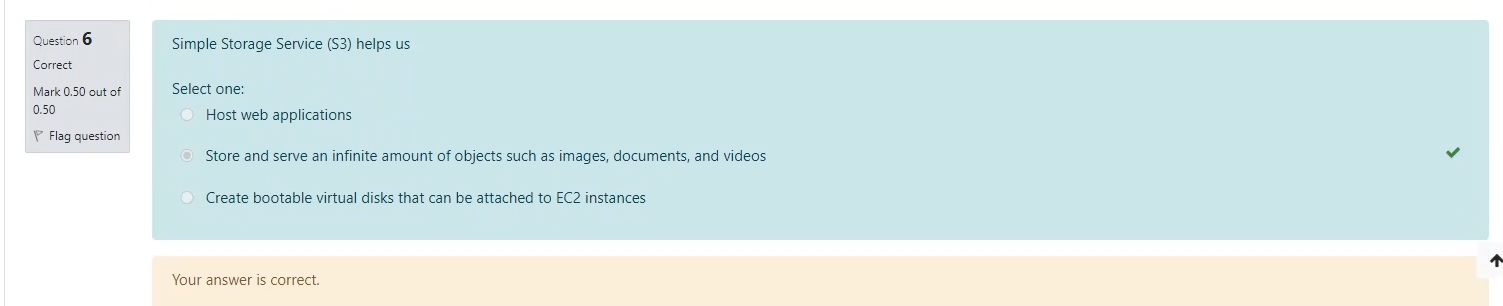 Question 6
Correct
Mark 0.50 out of
0.50
Flag question
Simple Storage Service (S3) helps us
Select one:
Host web applications
Store and serve an infinite amount of objects such as images, documents, and videos
Create bootable virtual disks that can be attached to EC2 instances
Your answer is correct.